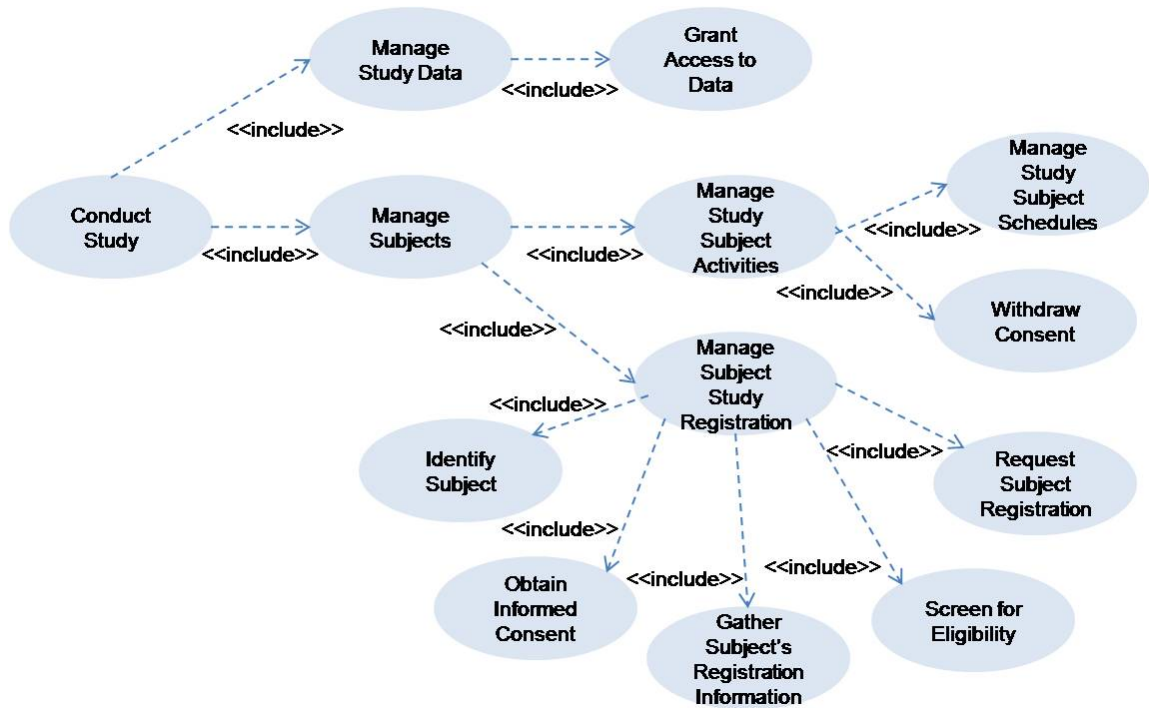 Manage
Study Data
Grant
Access to
Data
<<include>>
<<include>>
Conduct
Study
Manage
Subjects
Manage
Study
Subject
Activities
Manage
Study
Subject
Schedules
<<include>>
<<include>>
<<include>>
<<include>>
Withdraw
Consent
<<include>>
Manage
Subject
Study
Registration
<<include>>
Identify
Subject
<<include>>
Request
Subject
Registration
<<include>>
<<include>>
<<include>>
Obtain
Informed
Consent
Gather
Subject's
Registration
Information
Screen for
Eligibility